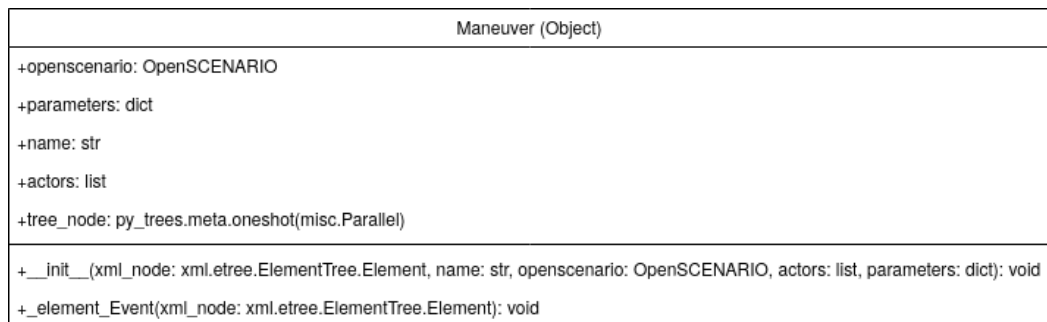 Maneuver (Object)
+openscenario: OpenSCENARIO
+parameters: dict
+name: str
+actors: list
+tree_node: py_trees.meta.oneshot(misc.Parallel)
+__init__(xml_node: xml.etree.ElementTree.Element, name: str, openscenario: OpenSCENARIO, actors: list, parameters: dict): void
+_element_Event(xml_node: xml.etree.ElementTree.Element): void